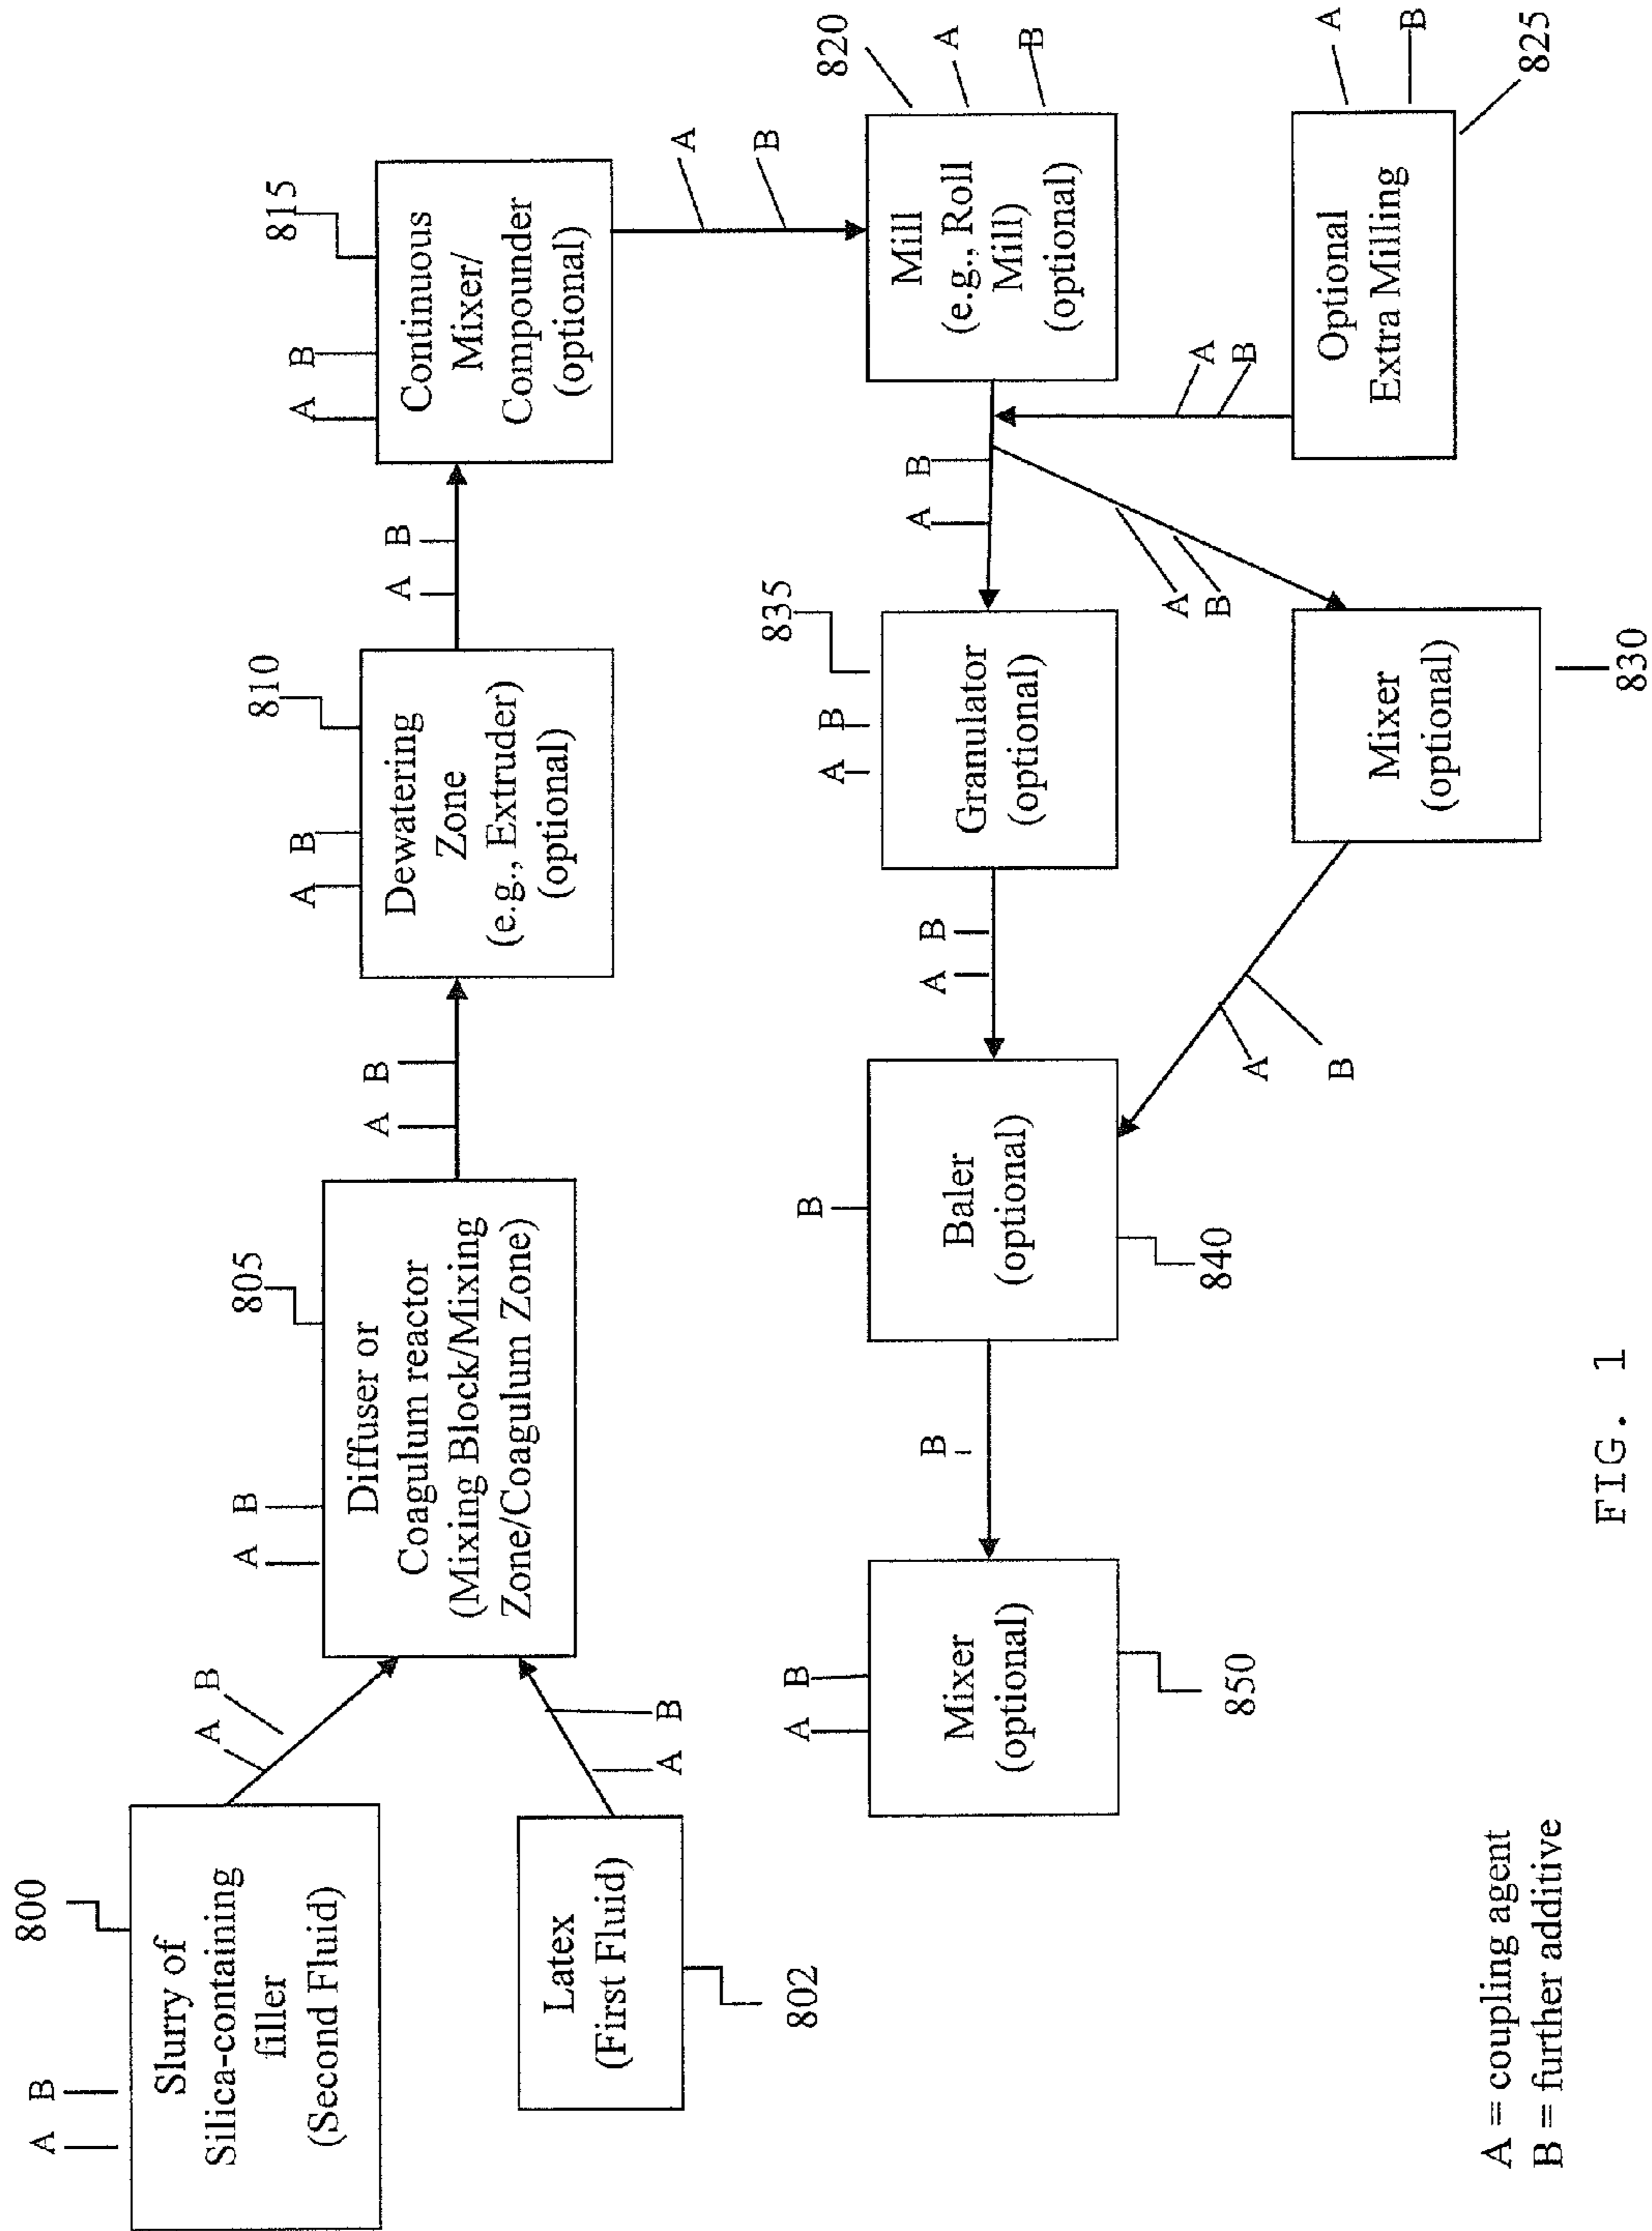 800
A B
Slurry of
Silica-containing
filler
(Second Fluid)
A B
Latex
(First Fluid)
802
A B
805
A B
Diffuser or
Coagulum reactor
(Mixing Block/Mixing
Zone/Coagulum Zone)
A B
810
A B
Dewatering
Zone
(e.g., Extruder)
(optional)
A B
815
A B
Continuous
Mixer/
Compounder
(optional)
A
B
820
A
B
Mill
(e.g., Roll
Mill)
(optional)
Optional
Extra Milling
A
B
825
A
B
A B
835
A B
Granulator
(optional)
A
B
Mixer
(optional)
830
A B
A
B
B
Baler
(optional)
840
B
A B
Mixer
(optional)
850
A = coupling agent
B = further additive
FIG. 1